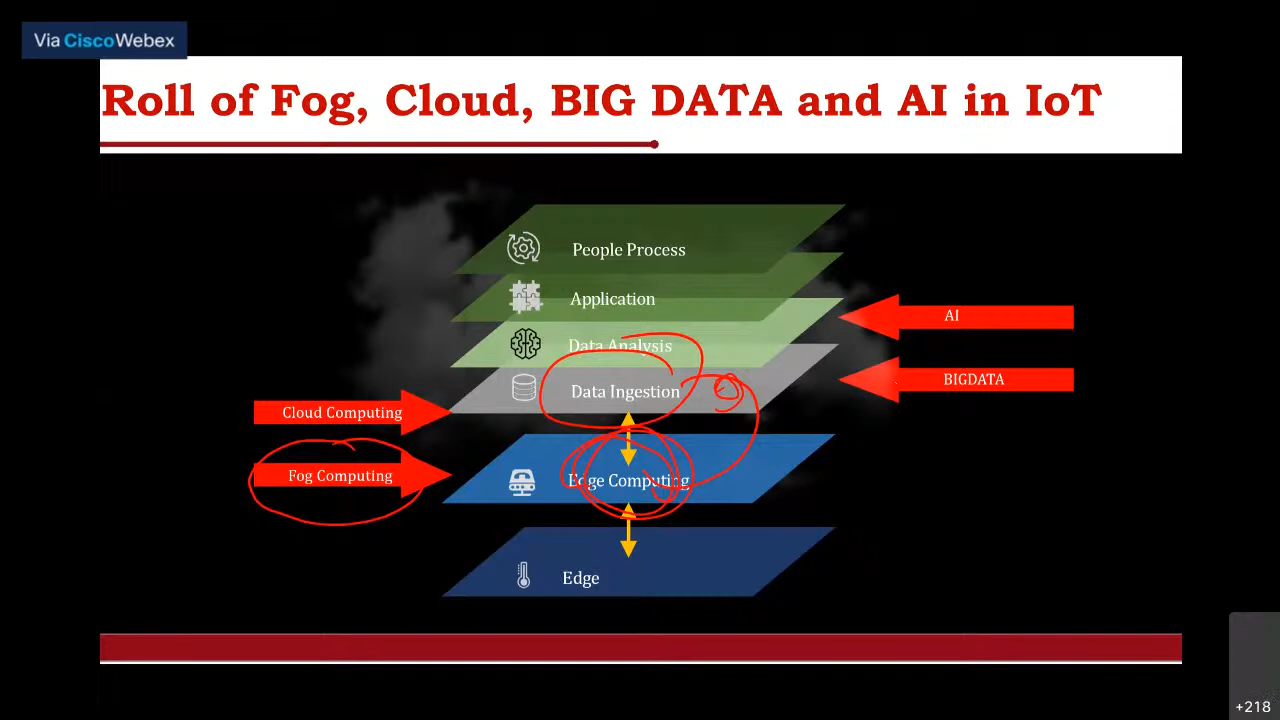 Via CiscoWebex
Roll of Fog, Cloud, BIG DATA and AI in IoT
People Process
Application
AI
Data Analysis
BIGDATA
Data Ingestion
Cloud Computing
Fog Computing
Edge Computing
Edge
+218